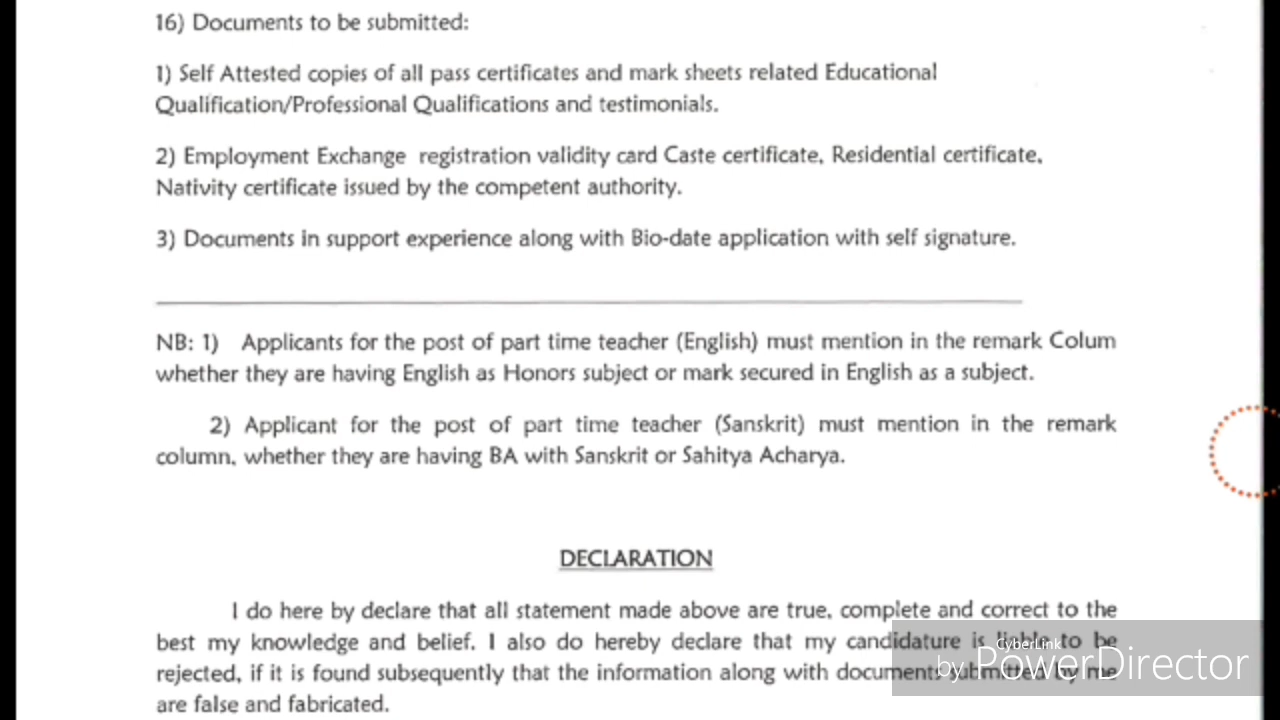 16) Documents to be submitted:
1) Self Attested copies of all pass certificates and mark sheets related Educational
Qualification/Professional Qualifications and testimonials.
2) Employment Exchange registration validity card Caste certificate, Residential certificate,
Nativity certificate issued by the competent authority.
3) Documents in support experience along with Bio-date application with self signature.
NB: 1) Applicants for the post of part time teacher (English) must mention in the remark Colum
whether they are having English as Honors subject or mark secured in English as a subject.
2) Applicant for the post of part time teacher (Sanskrit) must mention in the remark
column, whether they are having BA with Sanskrit or Sahitya Acharya.
DECLARATION
I do here by declare that all statement made above are true, complete and correct to the
best my knowledge and belief. I also do hereby declare that my candidature is liable to be
rejected, if it is found subsequently that the information along with documents submitted by me
are false and fabricated.
CyberLink
by PowerDirector